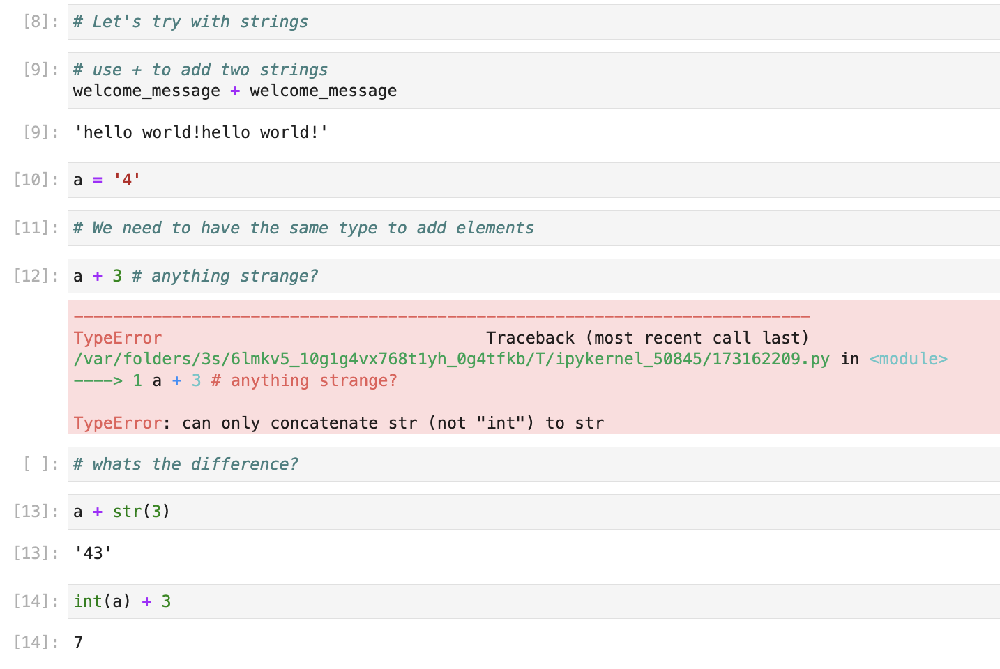 [8]: # Let's try with strings
[9]: # use + to add two strings
welcome_message + welcome_message
[9]: 'hello world!hello world!'
[10]: a = '4'
[11]: # We need to have the same type to add elements
[12]: a + 3 # anything strange?
---------------------------------------------------------------------------
TypeError                                 Traceback (most recent call last)
/var/folders/3s/6lmkv5_10g1g4vx768t1yh_0g4tfkb/T/ipykernel_50845/173162209.py in <module>
----> 1 a + 3 # anything strange?
TypeError: can only concatenate str (not "int") to str
[ ]: # whats the difference?
[13]: a + str(3)
[13]: '43'
[14]: int(a) + 3
[14]: 7